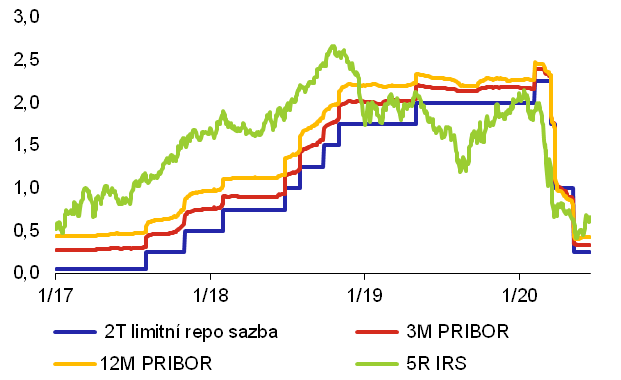 3,0
2,5
2,0
1,5
1,0
0,5
0,0
1/17 1/18 1/19 1/20
2T limitní repo sazba 3M PRIBOR
12M PRIBOR 5R IRS